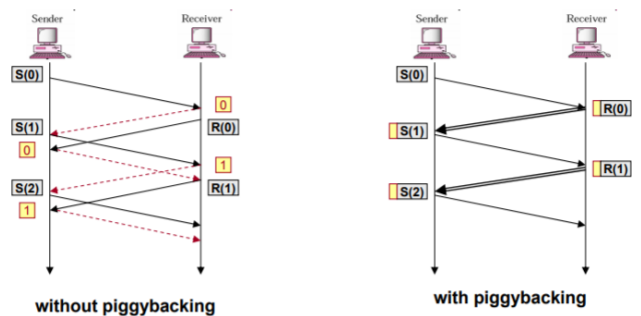 Sender Receiver
S(0)
0
S(1) R(0)
0
1
S(2) R(1)
1
without piggybacking
Sender Receiver
S(0)
R(0)
S(1)
R(1)
S(2)
with piggybacking